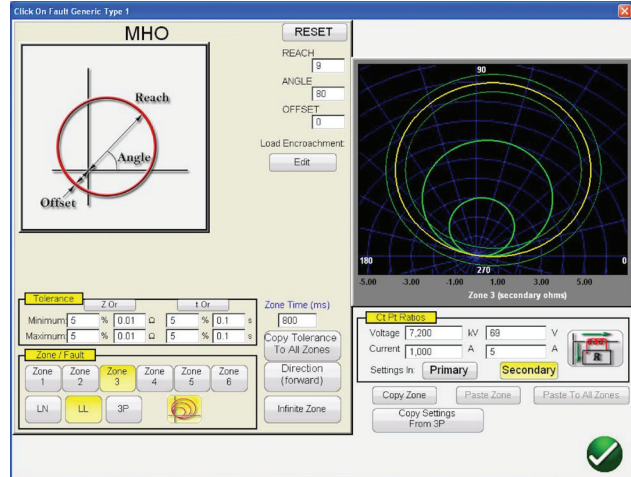 Click On Fault Generic Type 1
MHO
RESET
REACH
9
ANGLE
80
OFFSET
0
Load Encroachment:
Edit
Reach
Angle
Offset
90
180
0
270
-5.00 -3.00 -1.00 1.00 3.00 5.00
Zone 3 (secondary ohms)
Tolerance
Z Or t Or
Minimum: 5 % 0.01 Ω 5 % 0.1 s
Maximum: 5 % 0.01 Ω 5 % 0.1 s
Zone Time (ms)
800
Copy Tolerance
To All Zones
Zone / Fault
Zone 1 Zone 2 Zone 3 Zone 4 Zone 5 Zone 6
Direction
(forward)
LN LL 3P
Infinite Zone
Ct Pt Ratios
Voltage 7,200 kV 69 V
Current 1,000 A 5 A
R
Settings In: Primary Secondary
Copy Zone Paste Zone Paste To All Zones
Copy Settings
From 3P